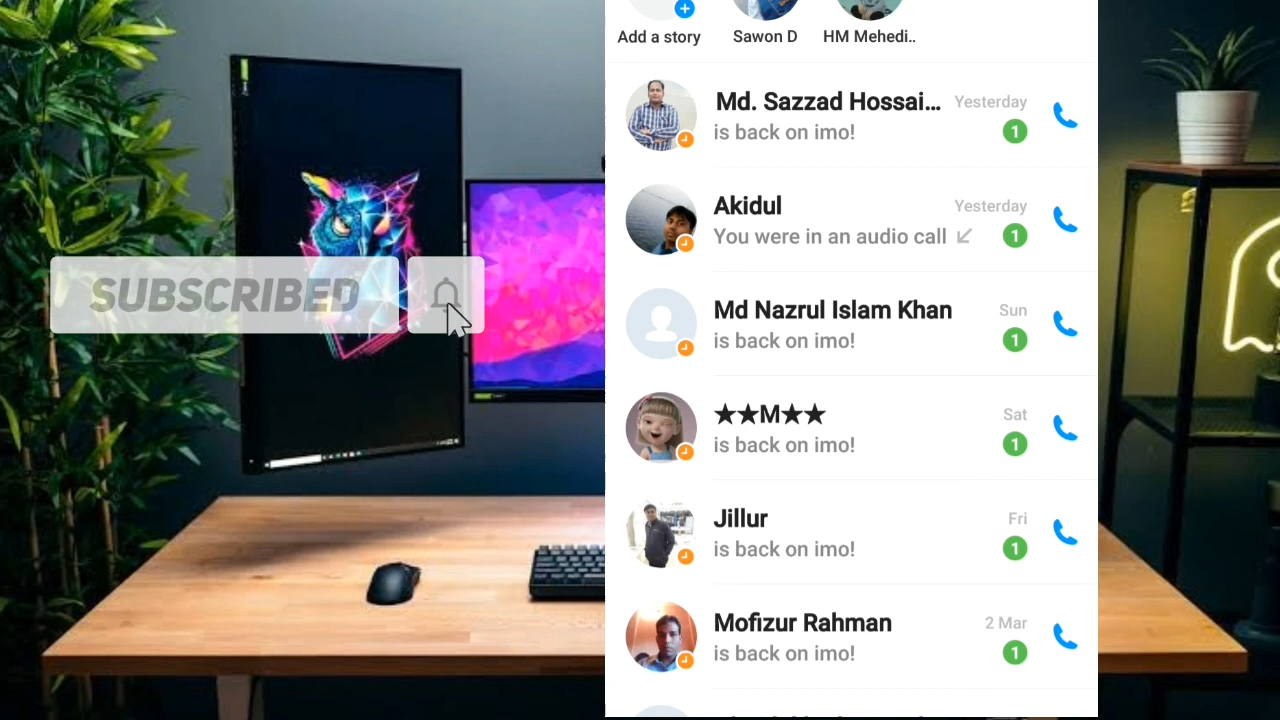 Add a story
Sawon D
HM Mehedi..
Md. Sazzad Hossai...
Yesterday
is back on imo!
1
Akidul
Yesterday
You were in an audio call
1
SUBSCRIBED
Md Nazrul Islam Khan
Sun
is back on imo!
1
★★M★★
Sat
is back on imo!
1
Jillur
Fri
is back on imo!
1
Mofizur Rahman
2 Mar
is back on imo!
1